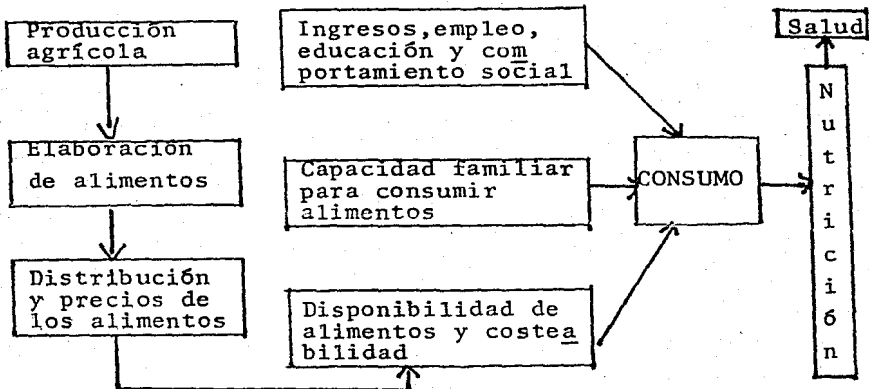 Producción
agrícola
Elaboración
de alimentos
Distribución
y precios de
los alimentos
Ingresos,empleo,
educación y com
portamiento social
Capacidad familiar
para consumir
alimentos
Disponibilidad de
alimentos y costea
bilidad
CONSUMO
Salud
N
u
t
r
i
c
i
ó
n